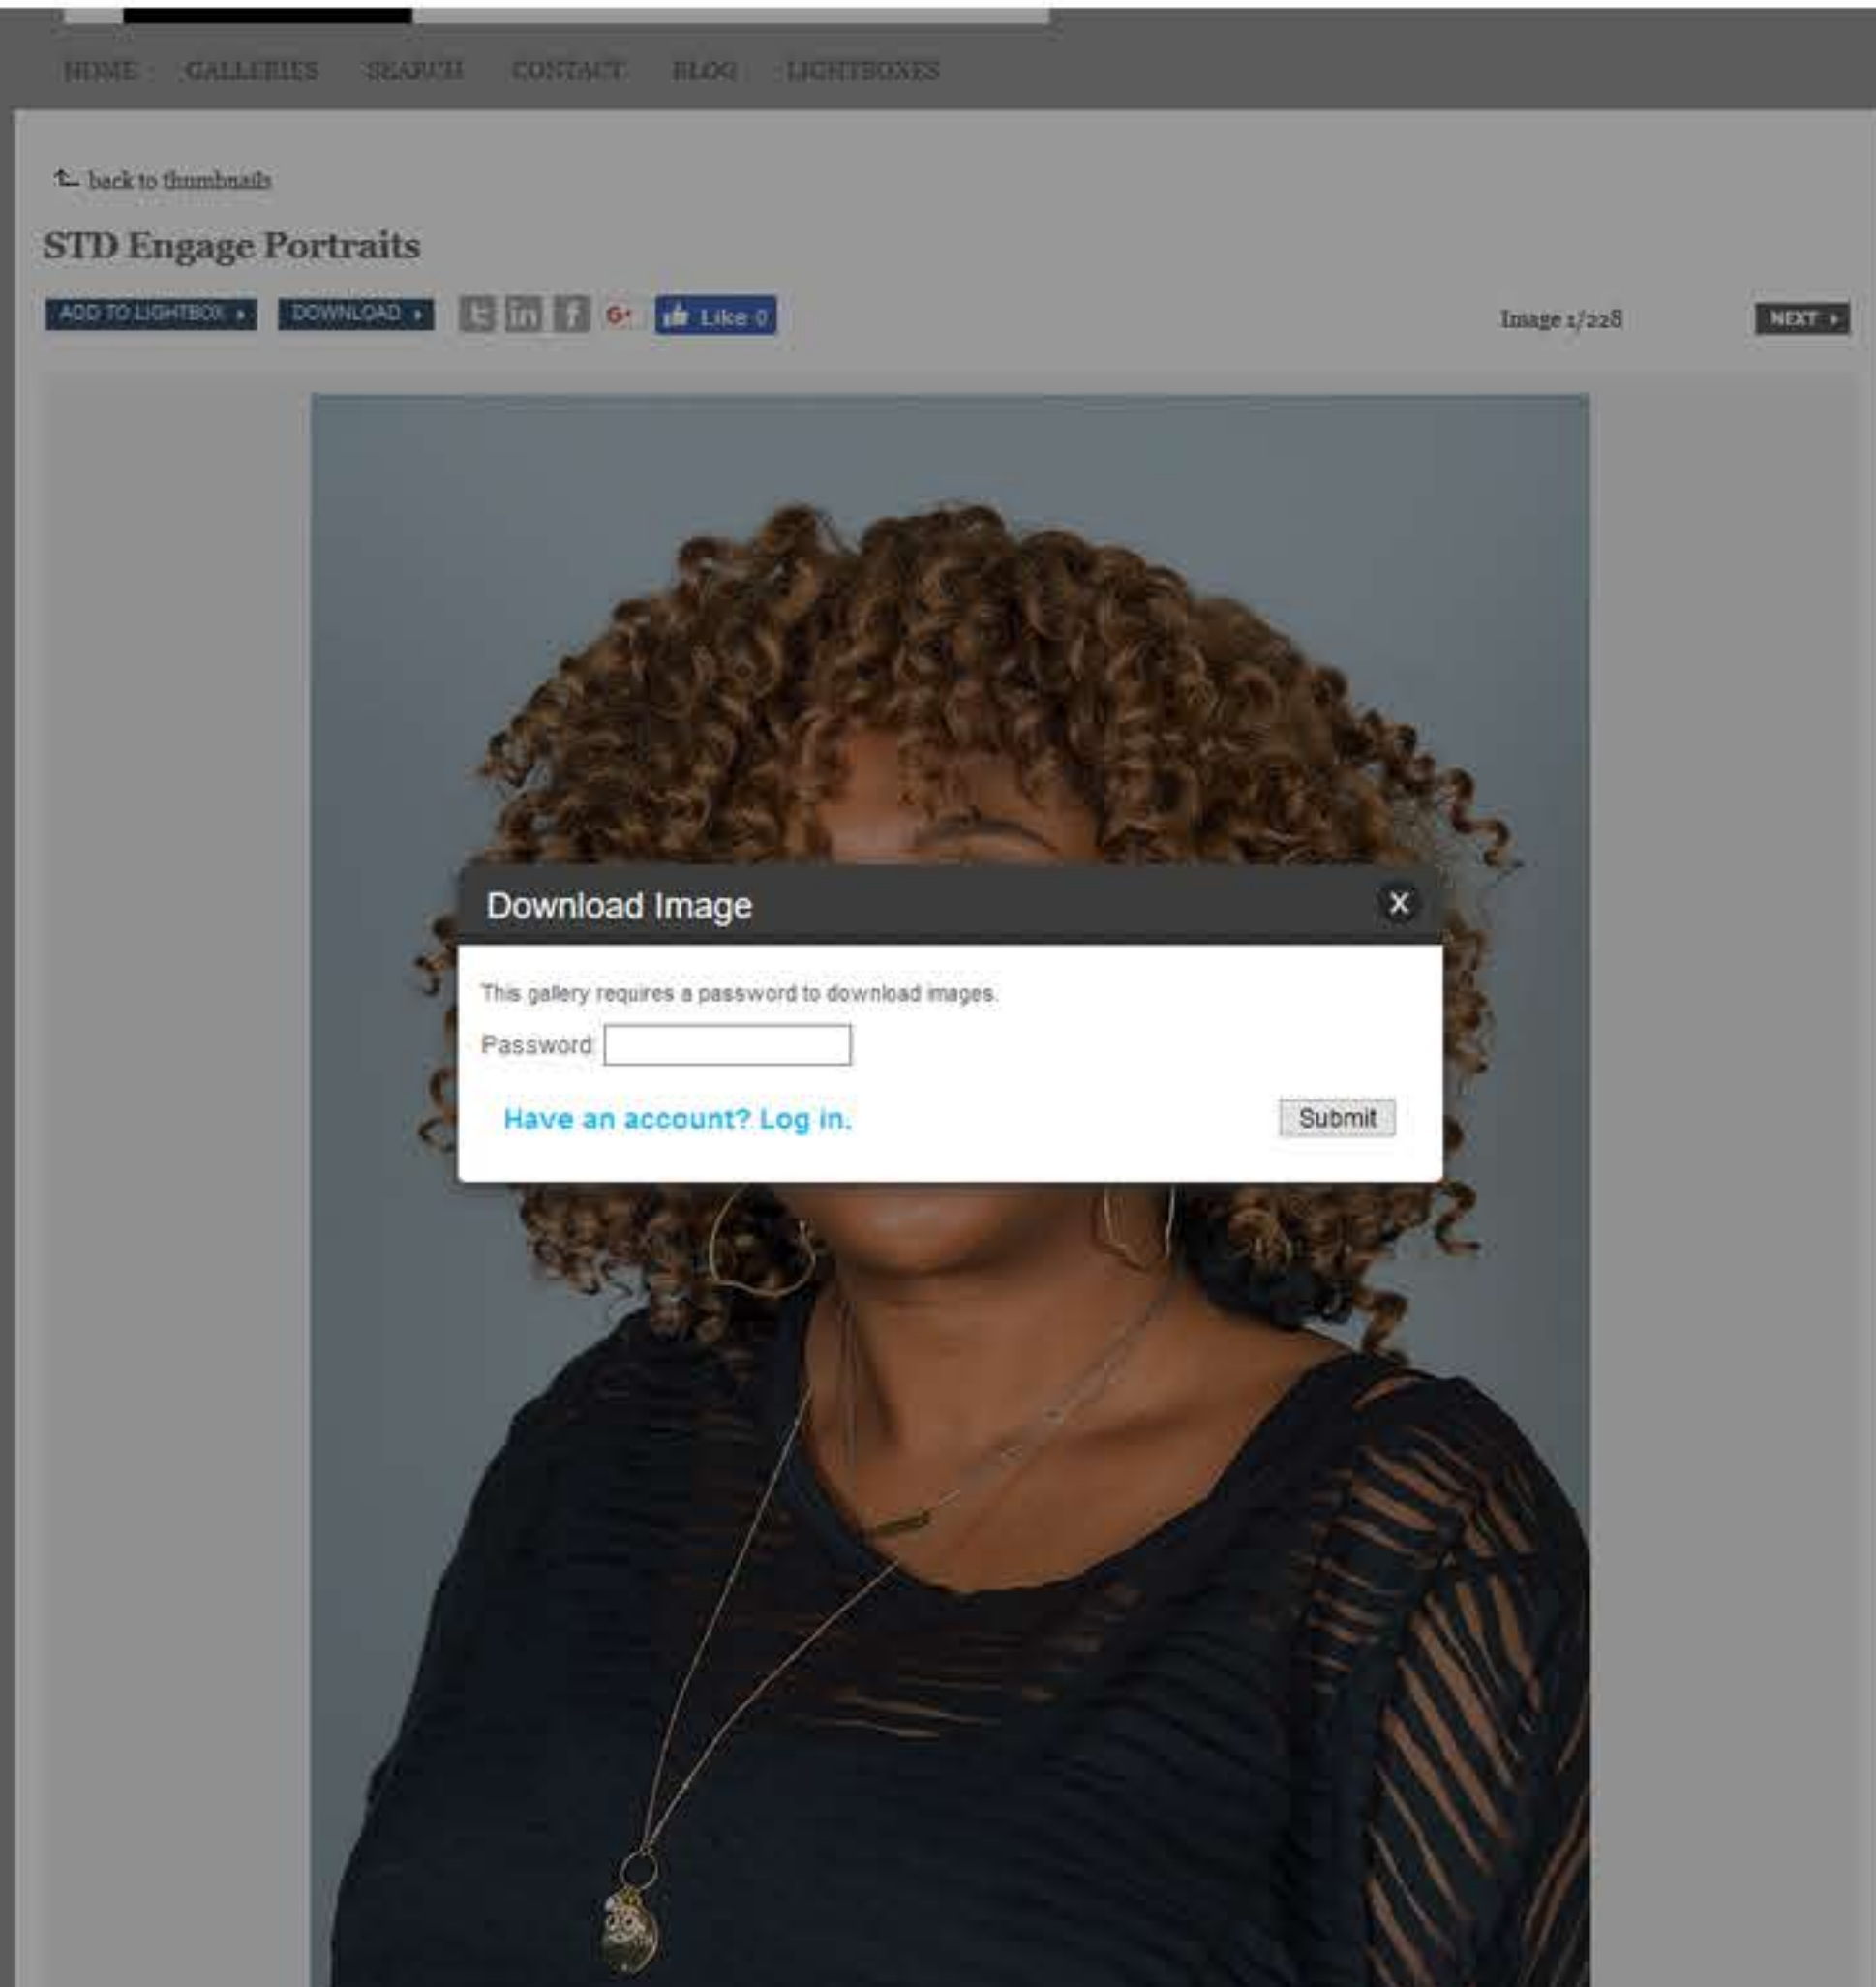 HOME GALLERIES SEARCH CONTACT BLOG LIGHTBOXES
back to thumbnails
STD Engage Portraits
ADD TO LIGHTBOX DOWNLOAD t in f G+ Like 0 Image 1/228 NEXT
Download Image X
This gallery requires a password to download images.
Password:
Have an account? Log in. Submit